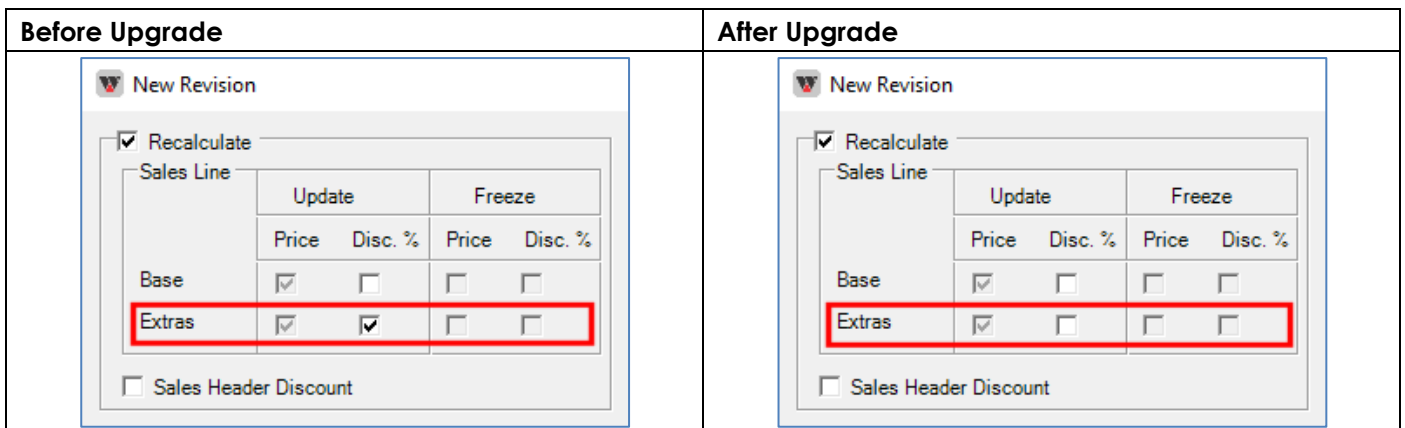 Before Upgrade
After Upgrade
New Revision
Recalculate
Sales Line
Update Freeze
Price Disc. % Price Disc. %
Base
Extras
Sales Header Discount
New Revision
Recalculate
Sales Line
Update Freeze
Price Disc. % Price Disc. %
Base
Extras
Sales Header Discount